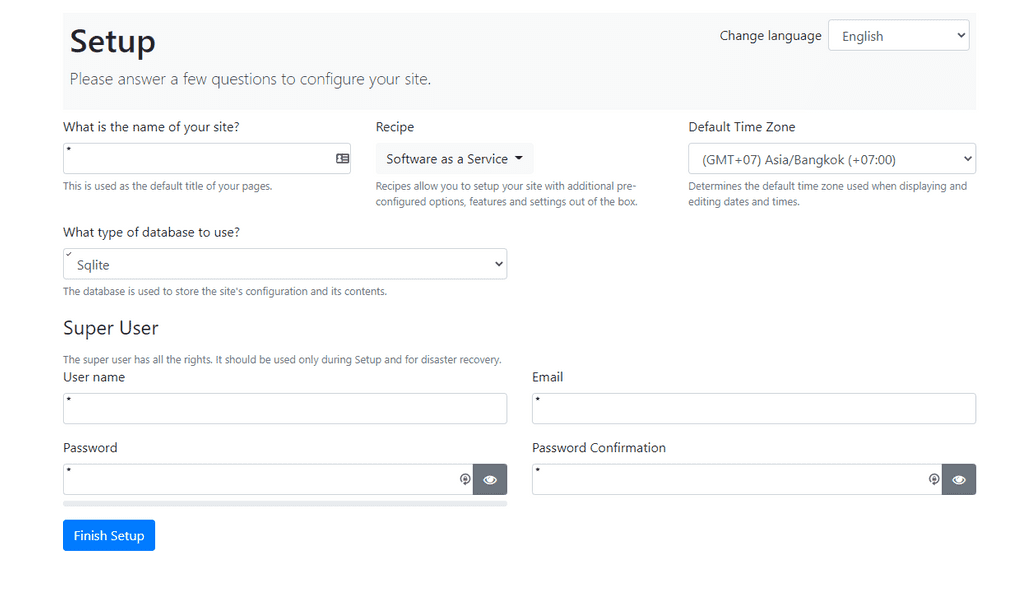 Setup
Change language
English
Please answer a few questions to configure your site.
What is the name of your site?
*
This is used as the default title of your pages.
Recipe
Software as a Service
Recipes allow you to setup your site with additional pre-
configured options, features and settings out of the box.
Default Time Zone
(GMT+07) Asia/Bangkok (+07:00)
Determines the default time zone used when displaying and
editing dates and times.
What type of database to use?
Sqlite
The database is used to store the site's configuration and its contents.
Super User
The super user has all the rights. It should be used only during Setup and for disaster recovery.
User name
*
Email
*
Password
*
Password Confirmation
*
Finish Setup